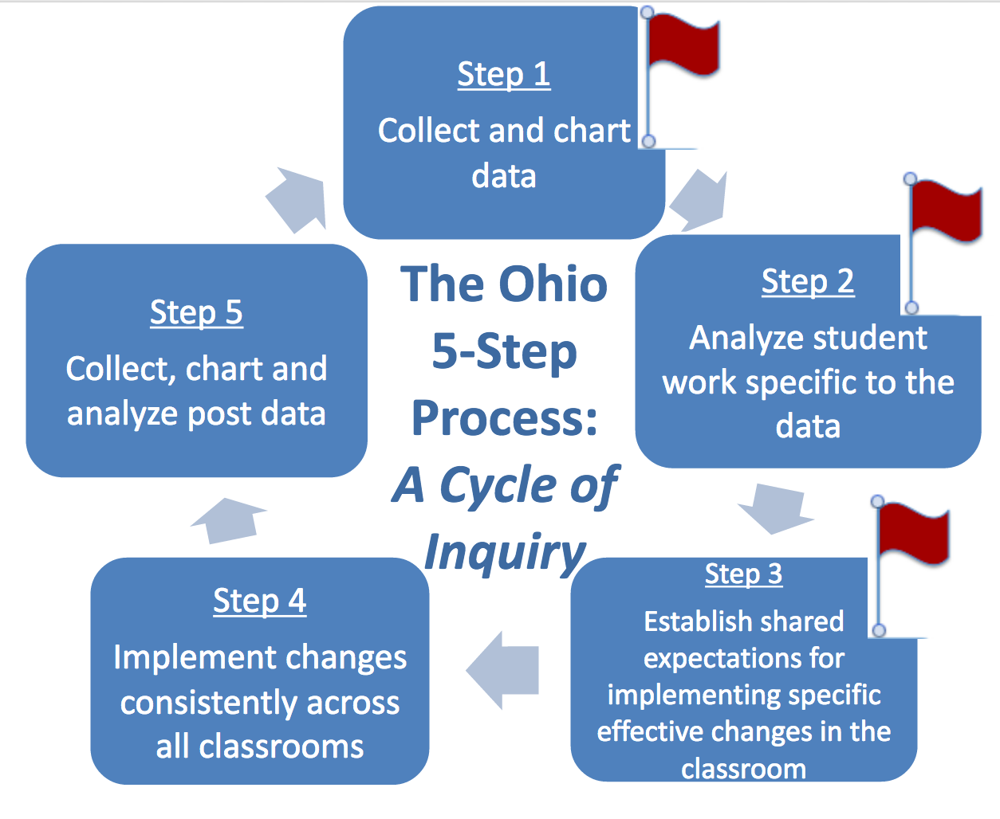 Step 1
Collect and chart
data
Step 2
Analyze student
work specific to the
data
Step 3
Establish shared
expectations for
implementing specific
effective changes in the
classroom
Step 4
Implement changes
consistently across
all classrooms
Step 5
Collect, chart and
analyze post data
The Ohio
5-Step
Process:
A Cycle of
Inquiry